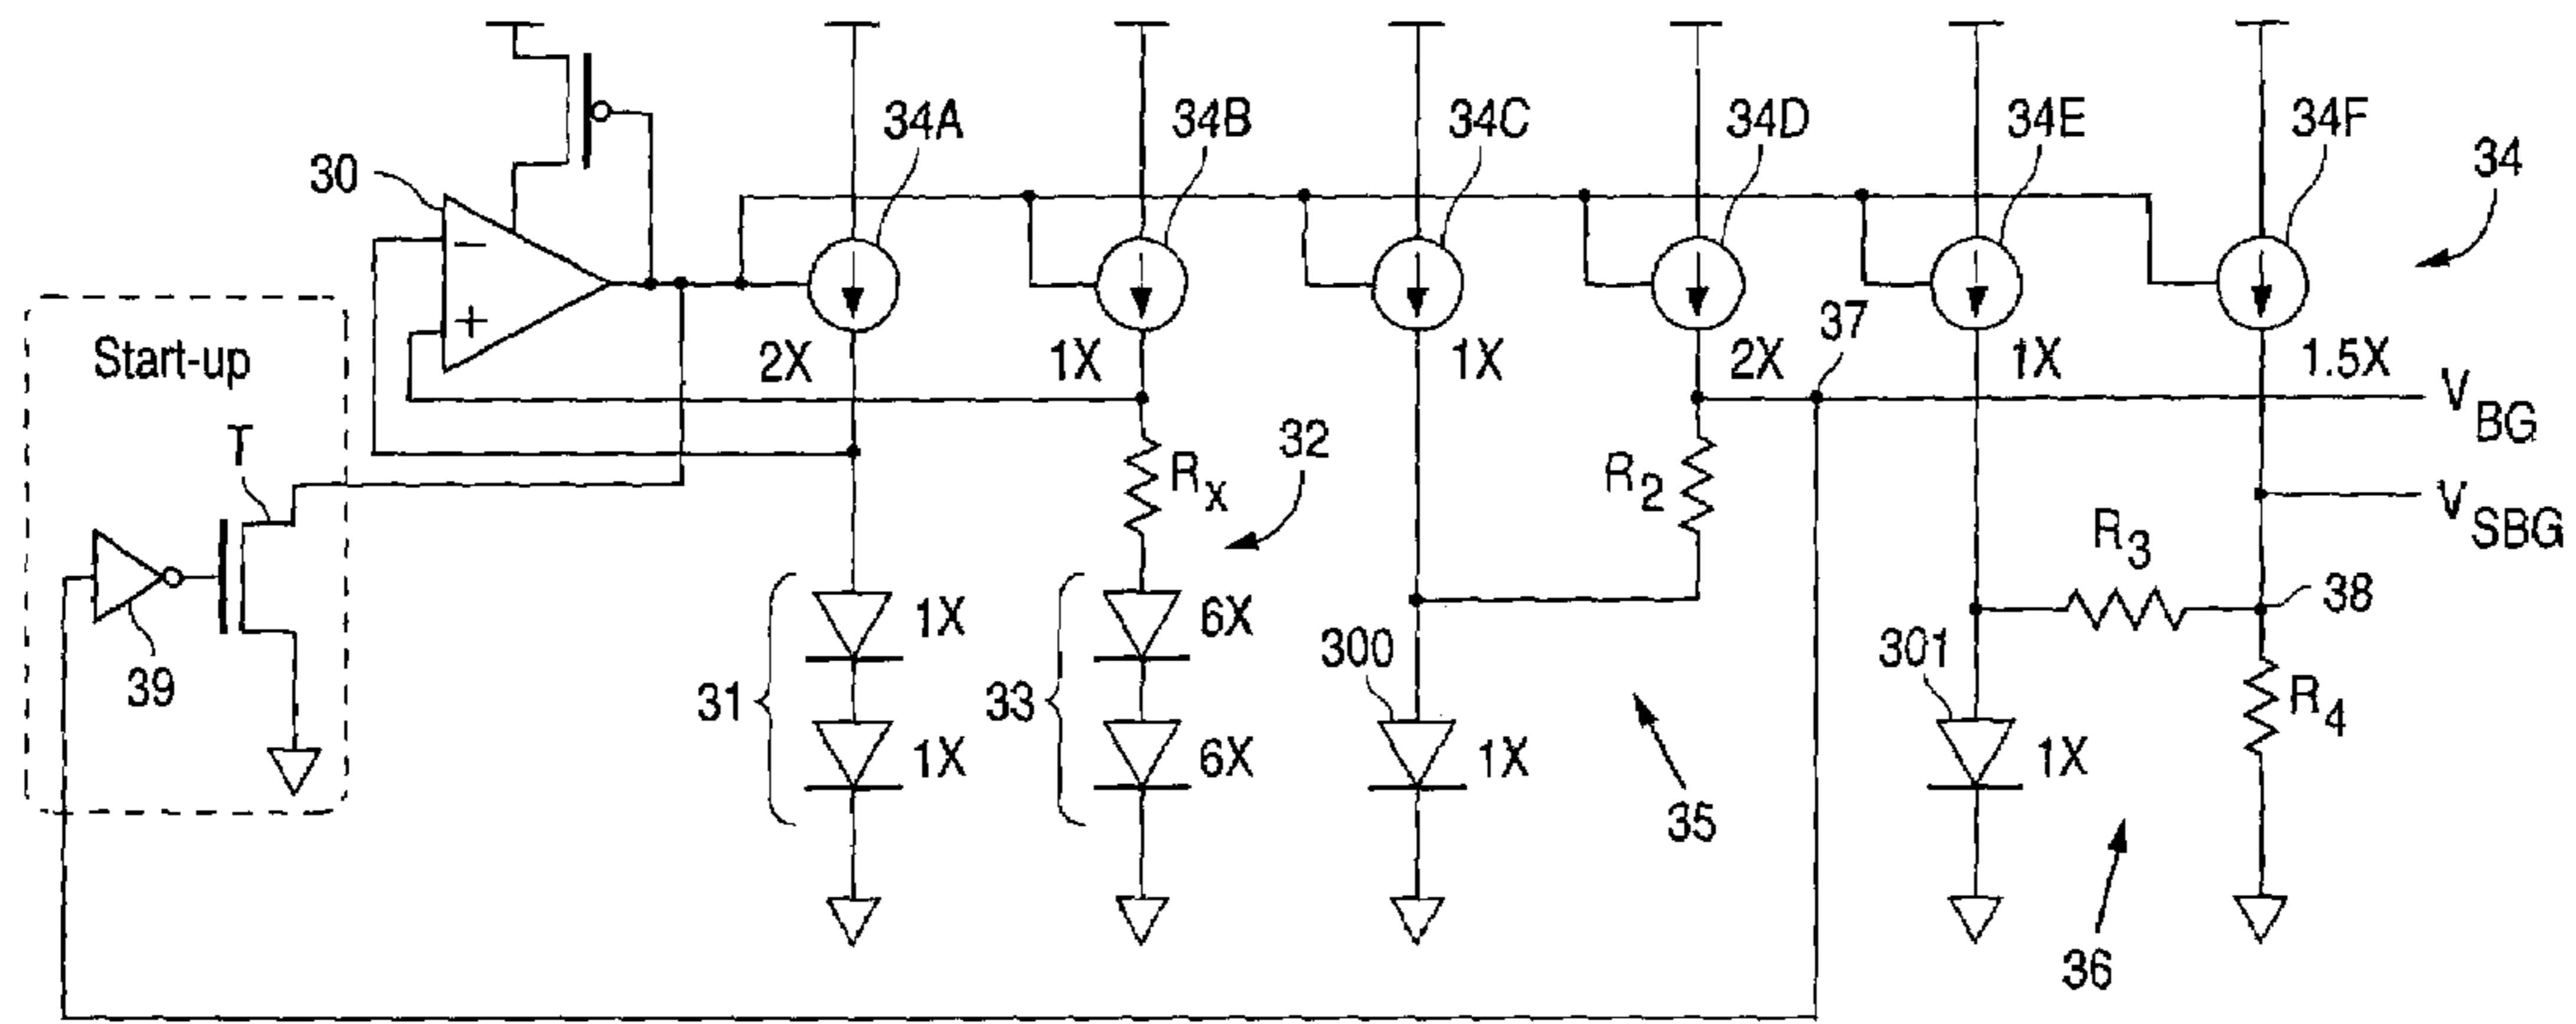 34A 34B 34C 34D 34E 34F 34
30
−
+
Start-up
2X 1X 1X 2X 37 1X 1.5X
V_BG
T
R_x 32 R_2 V_SBG
R_3
39
1X 6X 300 301 38
31 33 R_4
1X 6X 1X 35 1X
36